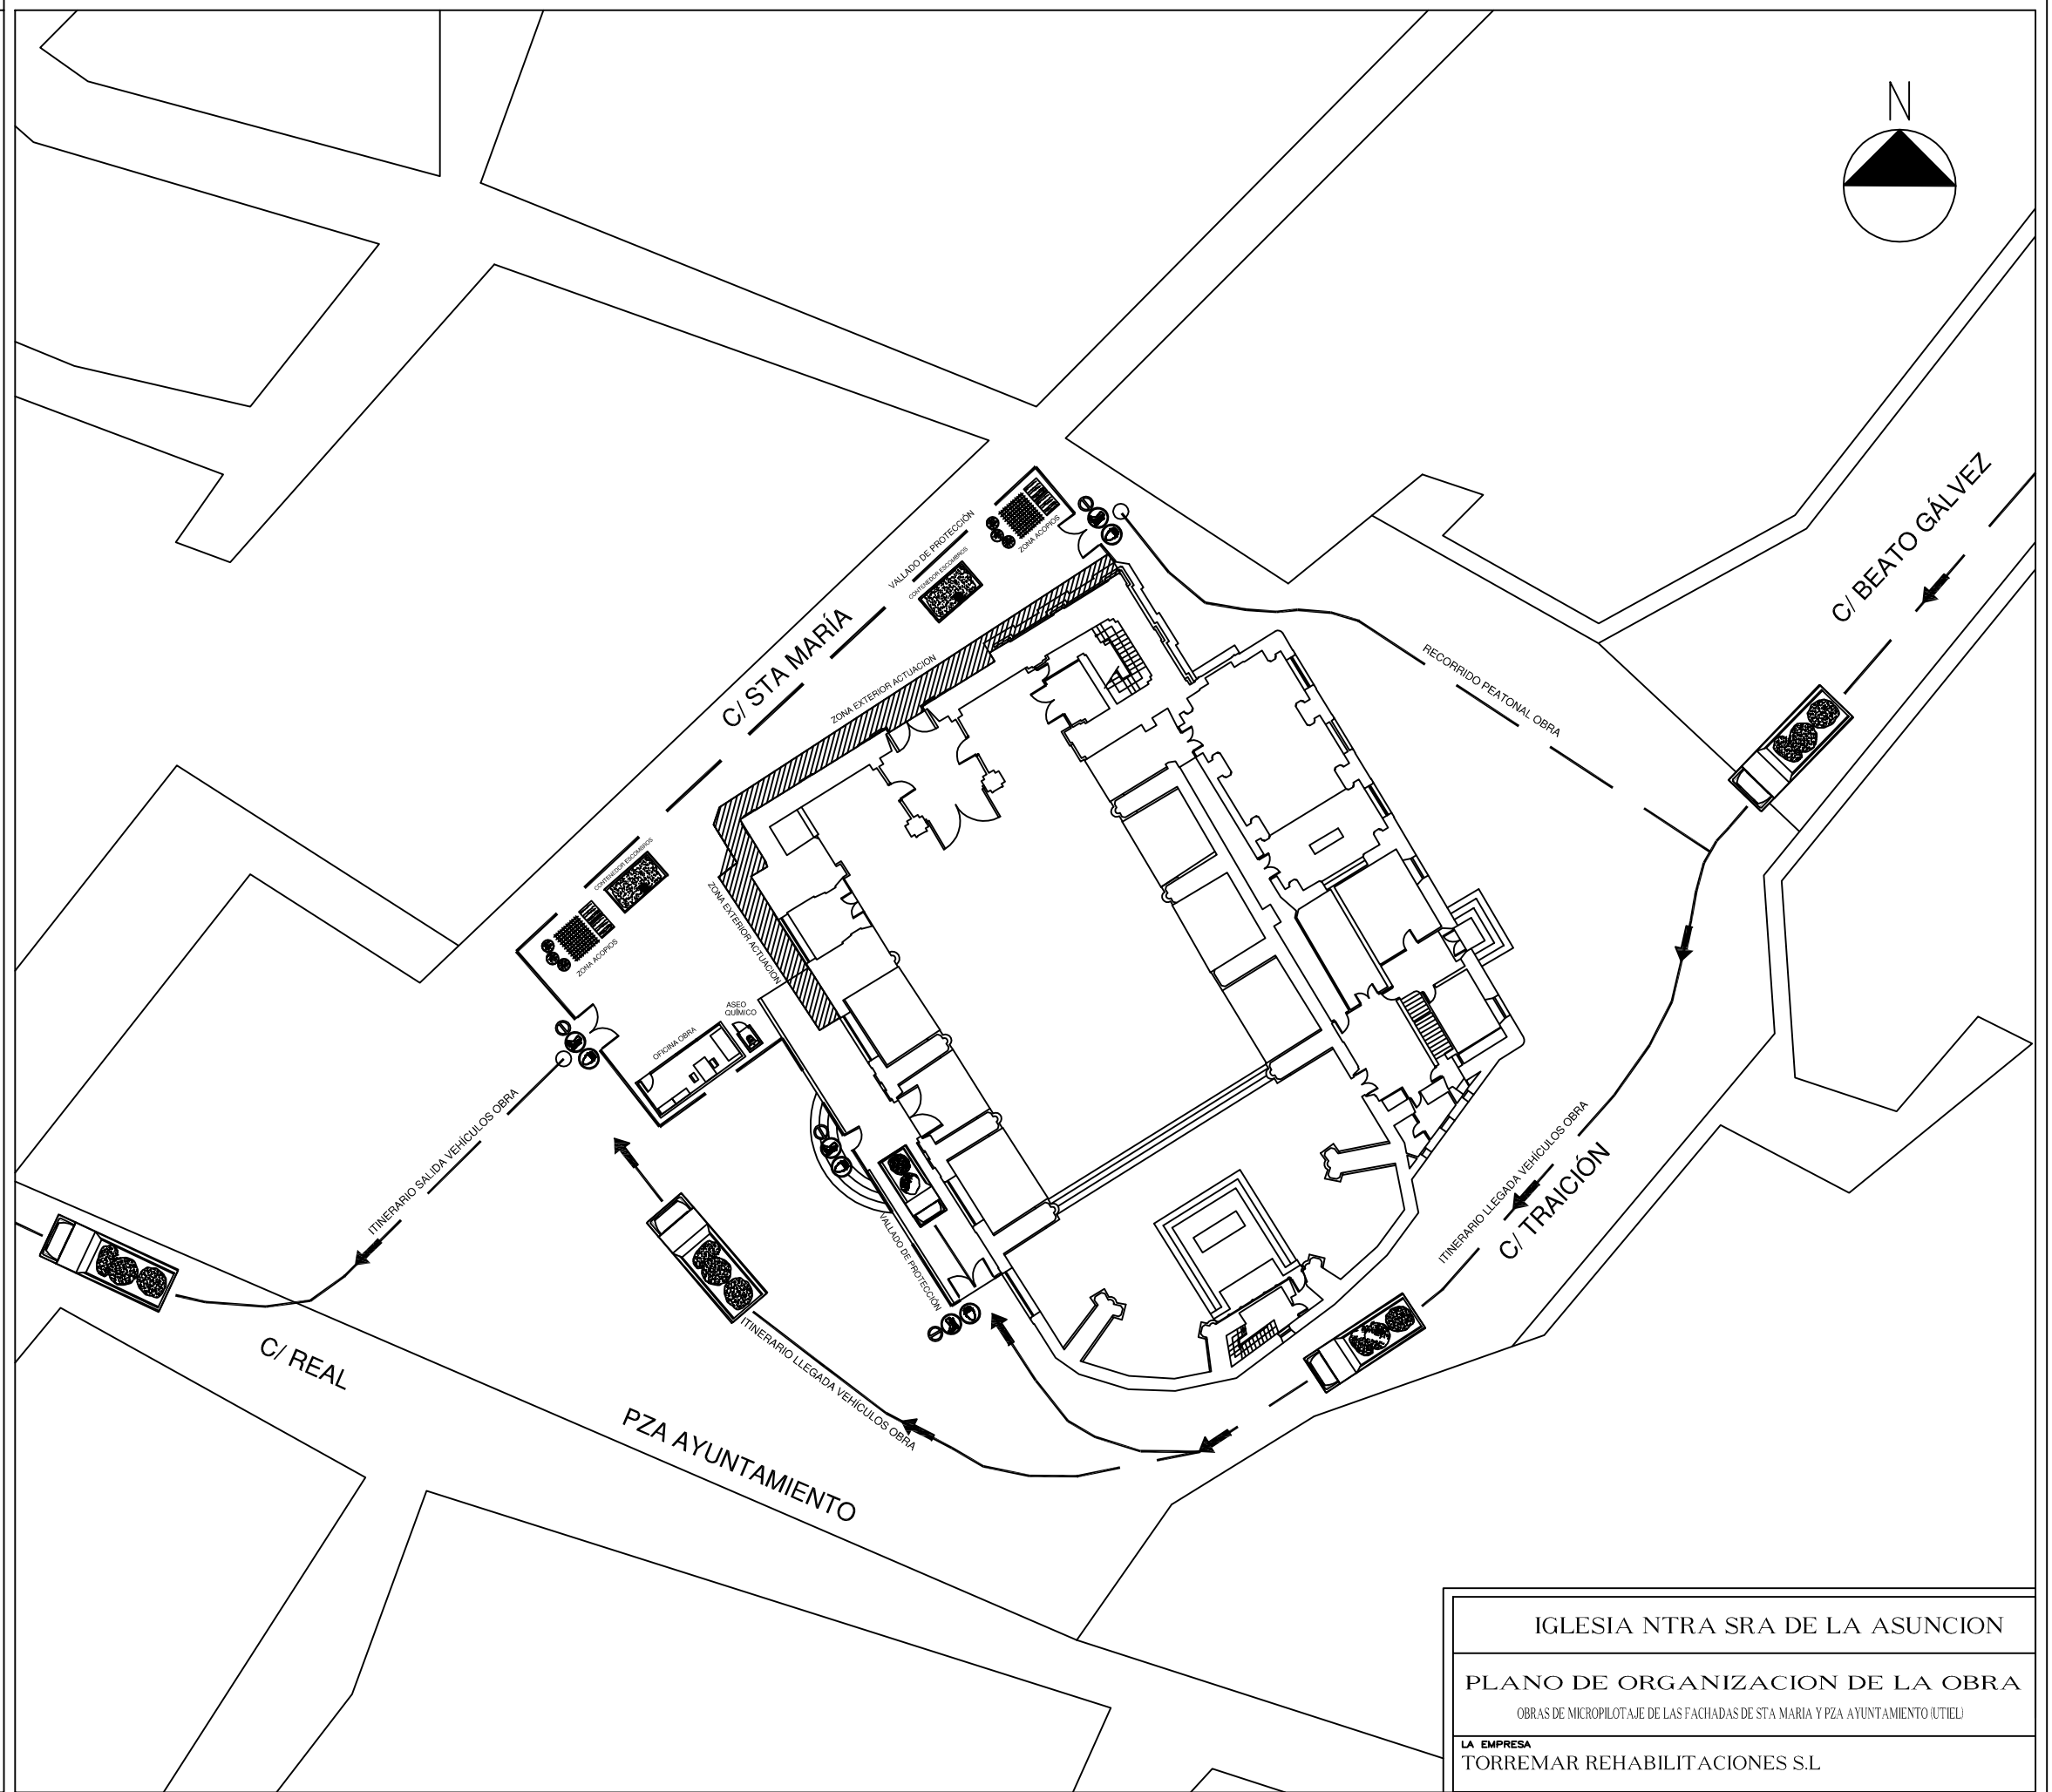 N
C/ BEATO GÁLVEZ
ZONA ACOPIOS
VALLADO DE PROTECCIÓN
CONTENEDOR ESCOMBROS
C/ STA MARÍA
ZONA EXTERIOR ACTUACION
RECORRIDO PEATONAL OBRA
CONTENEDOR ESCOMBROS
ZONA ACOPIOS
ZONA EXTERIOR ACTUACION
ASEO
QUÍMICO
OFICINA OBRA
ITINERARIO SALIDA VEHÍCULOS OBRA
VALLADO DE PROTECCIÓN
ITINERARIO LLEGADA VEHÍCULOS OBRA
C/ TRAICIÓN
ITINERARIO LLEGADA VEHÍCULOS OBRA
C/ REAL
PZA AYUNTAMIENTO
IGLESIA NTRA SRA DE LA ASUNCION
PLANO DE ORGANIZACION DE LA OBRA
OBRAS DE MICROPILOTAJE DE LAS FACHADAS DE STA MARIA Y PZA AYUNTAMIENTO (UTIEL)
LA EMPRESA
TORREMAR REHABILITACIONES S.L